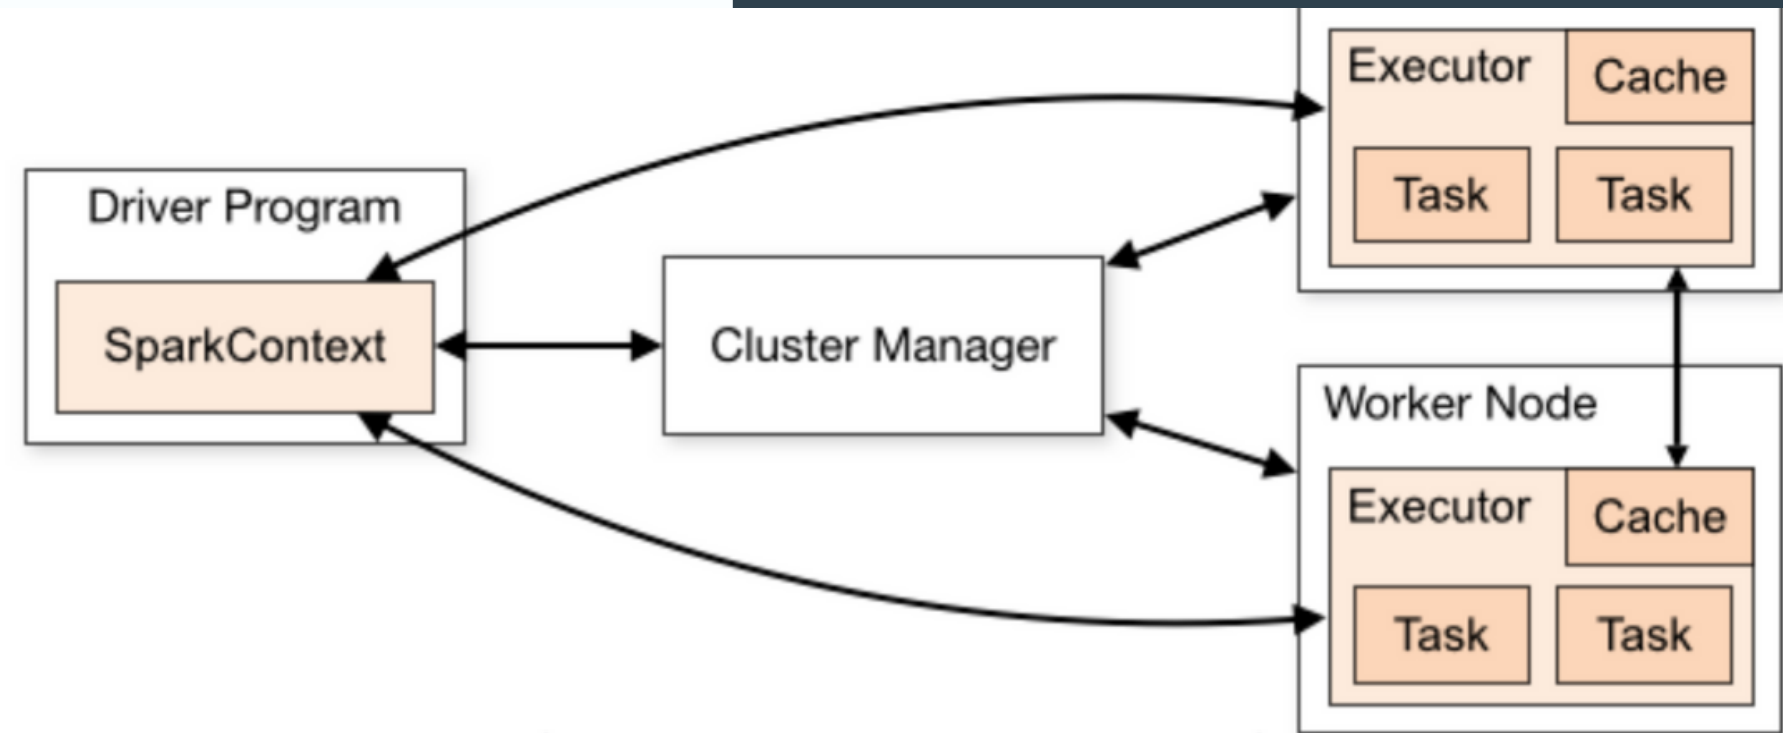 Executor
Cache
Task
Task
Driver Program
SparkContext
Cluster Manager
Worker Node
Executor
Cache
Task
Task